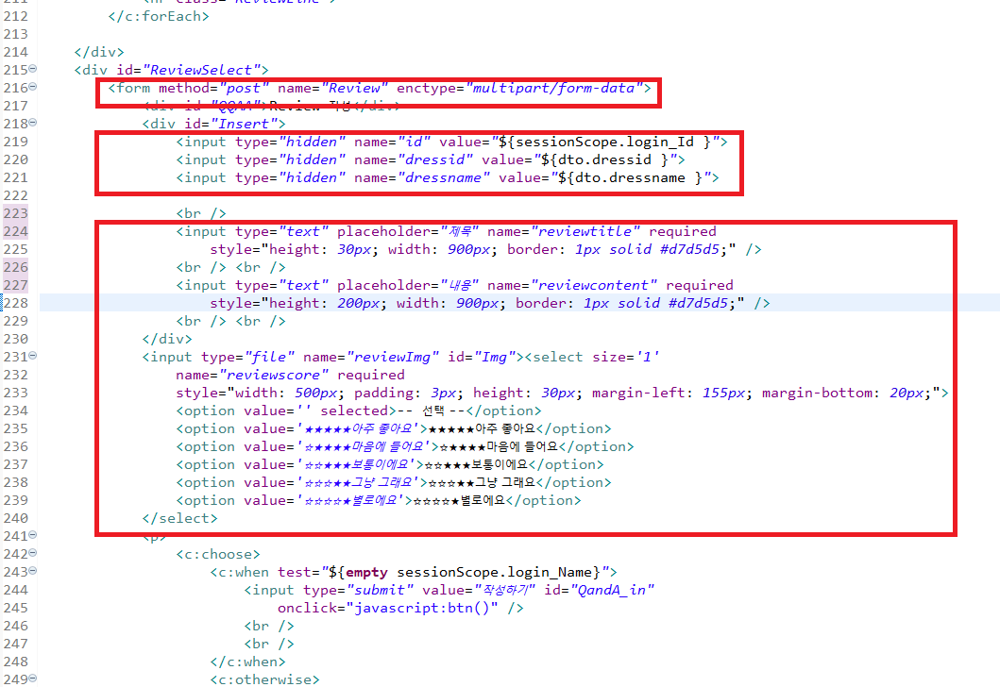 211 <hr class="ReviewLine">
212 </c:forEach>
213
214 </div>
215 <div id="ReviewSelect">
216 <form method="post" name="Review" enctype="multipart/form-data">
217 <div id="QQAA">Review 작성</div>
218 <div id="Insert">
219 <input type="hidden" name="id" value="${sessionScope.login_Id }">
220 <input type="hidden" name="dressid" value="${dto.dressid }">
221 <input type="hidden" name="dressname" value="${dto.dressname }">
222
223 <br />
224 <input type="text" placeholder="제목" name="reviewtitle" required
225 style="height: 30px; width: 900px; border: 1px solid #d7d5d5;" />
226 <br /> <br />
227 <input type="text" placeholder="내용" name="reviewcontent" required
228 style="height: 200px; width: 900px; border: 1px solid #d7d5d5;" />
229 <br /> <br />
230 </div>
231 <input type="file" name="reviewImg" id="Img"><select size='1'
232 name="reviewscore" required
233 style="width: 500px; padding: 3px; height: 30px; margin-left: 155px; margin-bottom: 20px;">
234 <option value='' selected>-- 선택 --</option>
235 <option value='★★★★★아주 좋아요'>★★★★★아주 좋아요</option>
236 <option value='☆★★★★마음에 들어요'>☆★★★★마음에 들어요</option>
237 <option value='☆☆★★★보통이에요'>☆☆★★★보통이에요</option>
238 <option value='☆☆☆★★그냥 그래요'>☆☆☆★★그냥 그래요</option>
239 <option value='☆☆☆☆★별로에요'>☆☆☆☆★별로에요</option>
240 </select>
241 <p>
242 <c:choose>
243 <c:when test="${empty sessionScope.login_Name}">
244 <input type="submit" value="작성하기" id="QandA_in"
245 onclick="javascript:btn()" />
246 <br />
247 <br />
248 </c:when>
249 <c:otherwise>